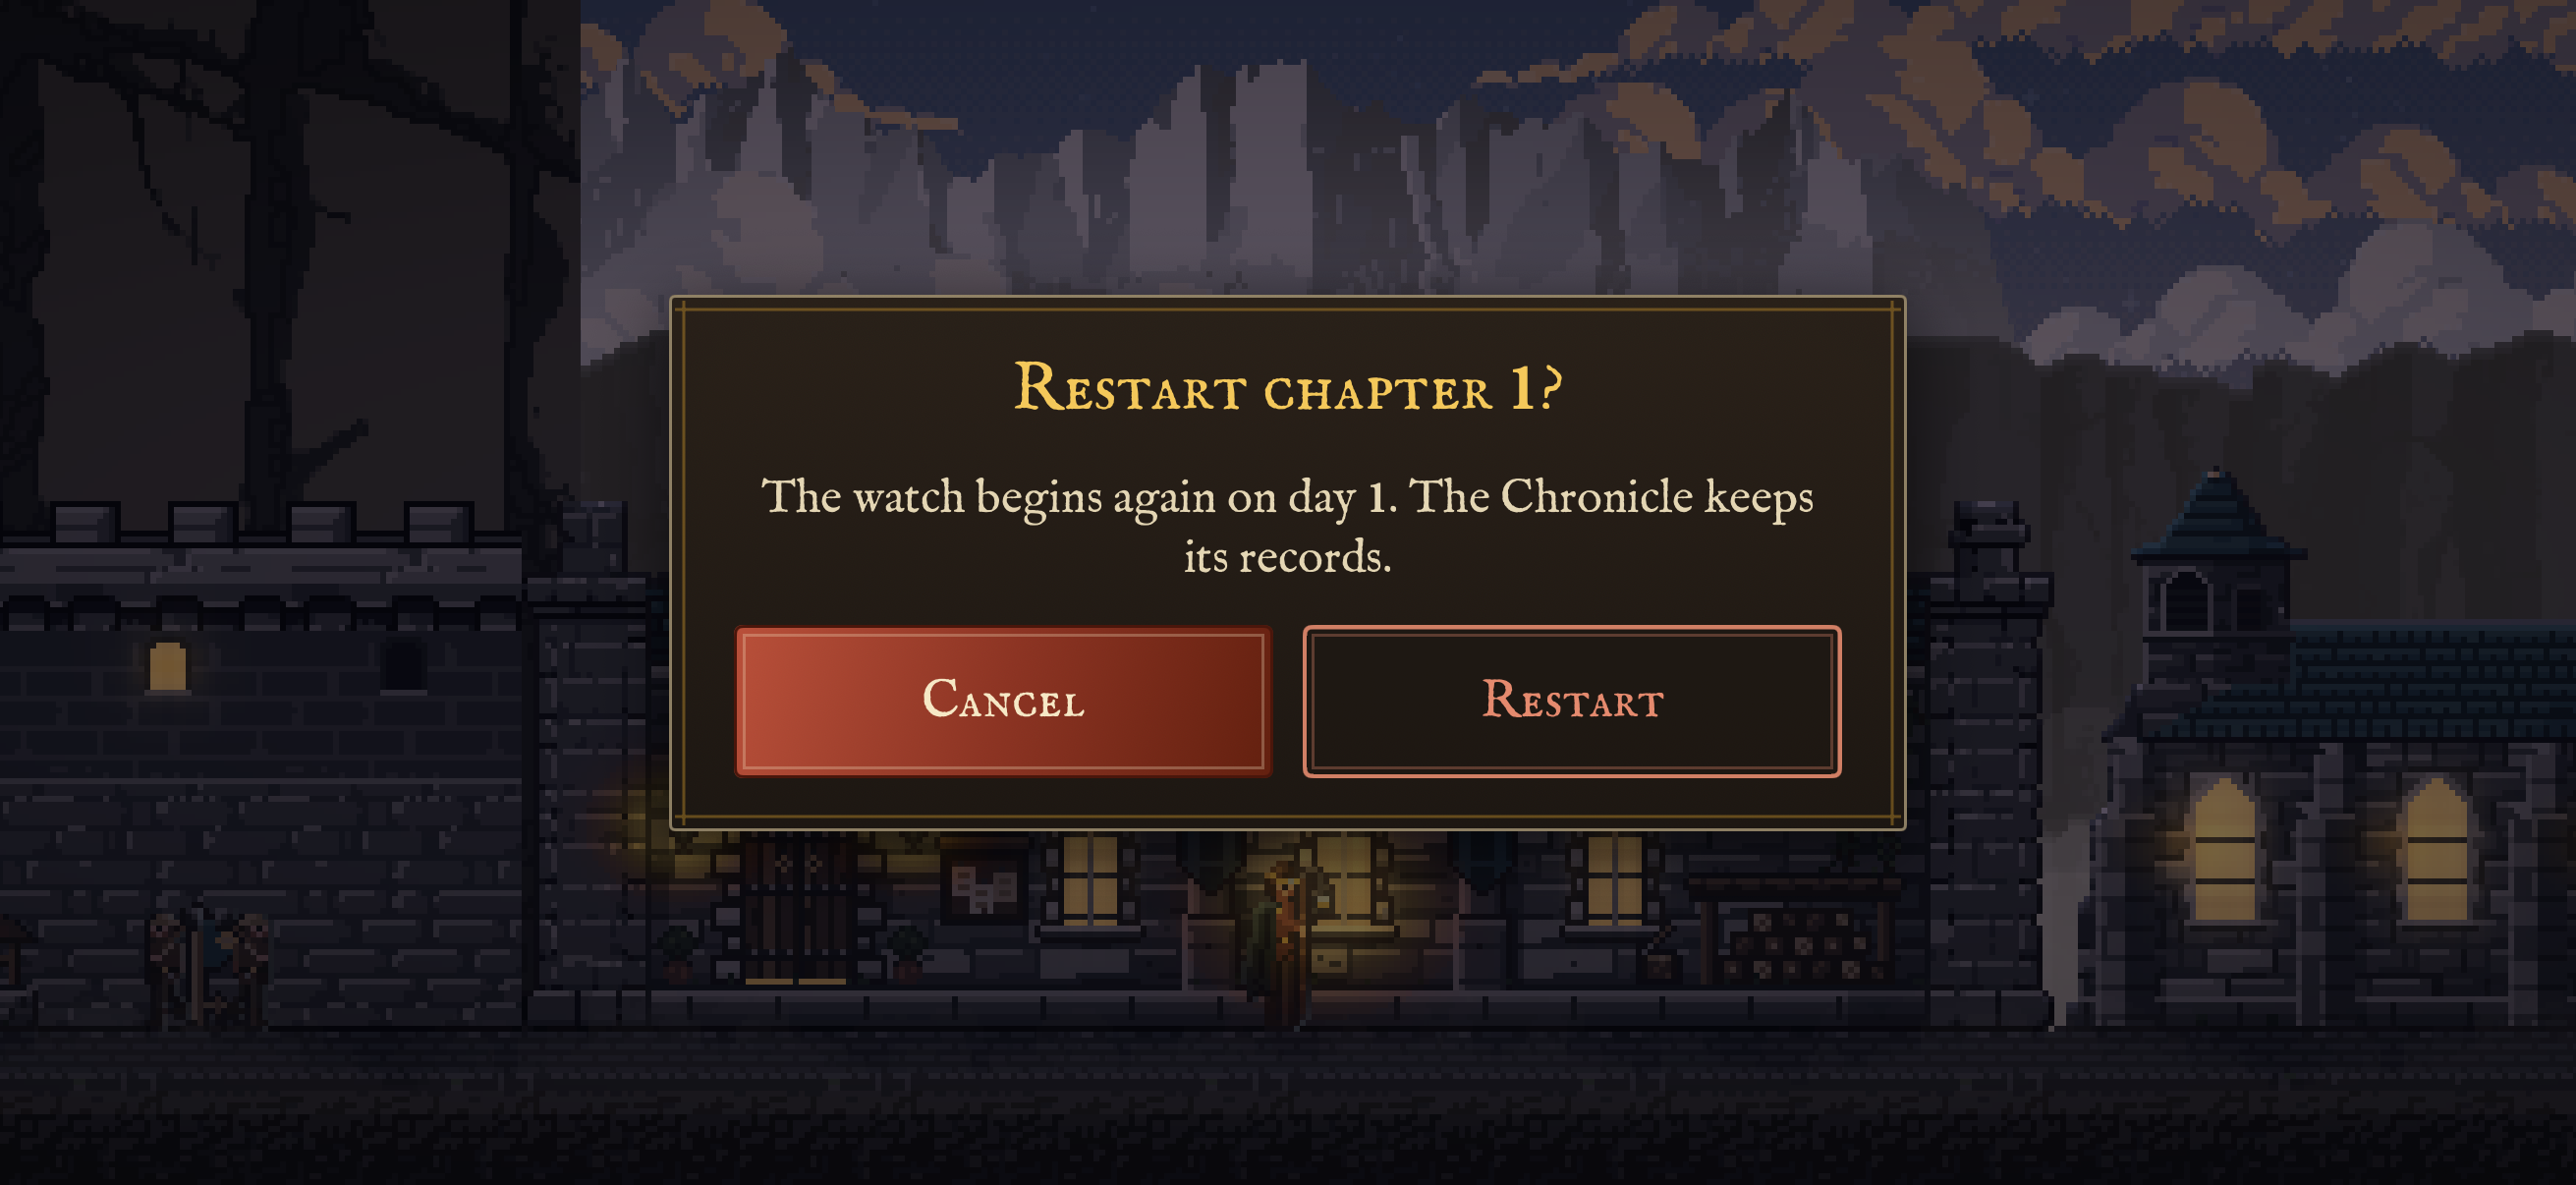 Restart chapter 1?
The watch begins again on day 1. The Chronicle keeps
its records.
Cancel
Restart